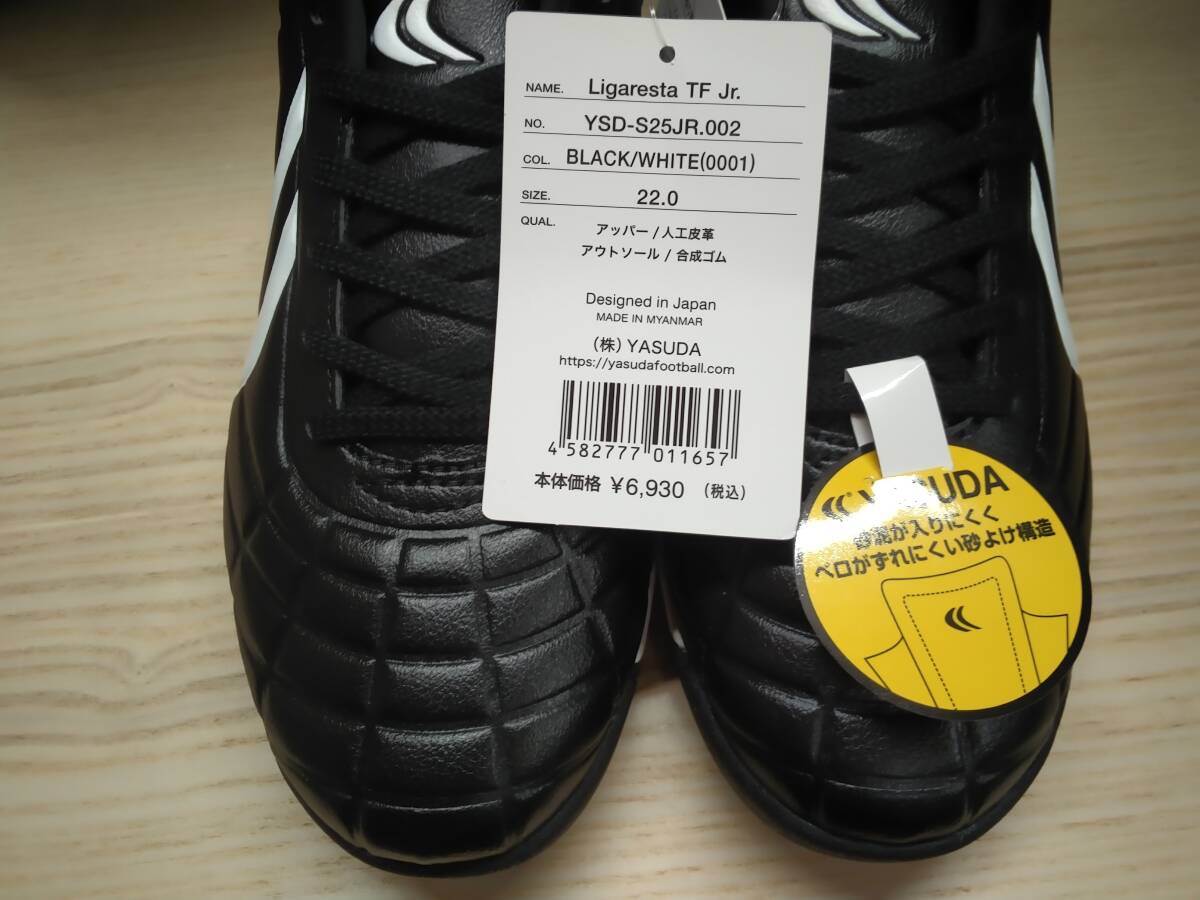 NAME. Ligaresta TF Jr.
NO. YSD-S25JR.002
COL. BLACK/WHITE(0001)
SIZE. 22.0
QUAL. アッパー / 人工皮革
アウトソール / 合成ゴム
Designed in Japan
MADE IN MYANMAR
(株) YASUDA
https://yasudafootball.com
4 582777 011657
本体価格 ¥6,930 (税込)
YASUDA
砂泥が入りにくく
ベロがずれにくい砂よけ構造